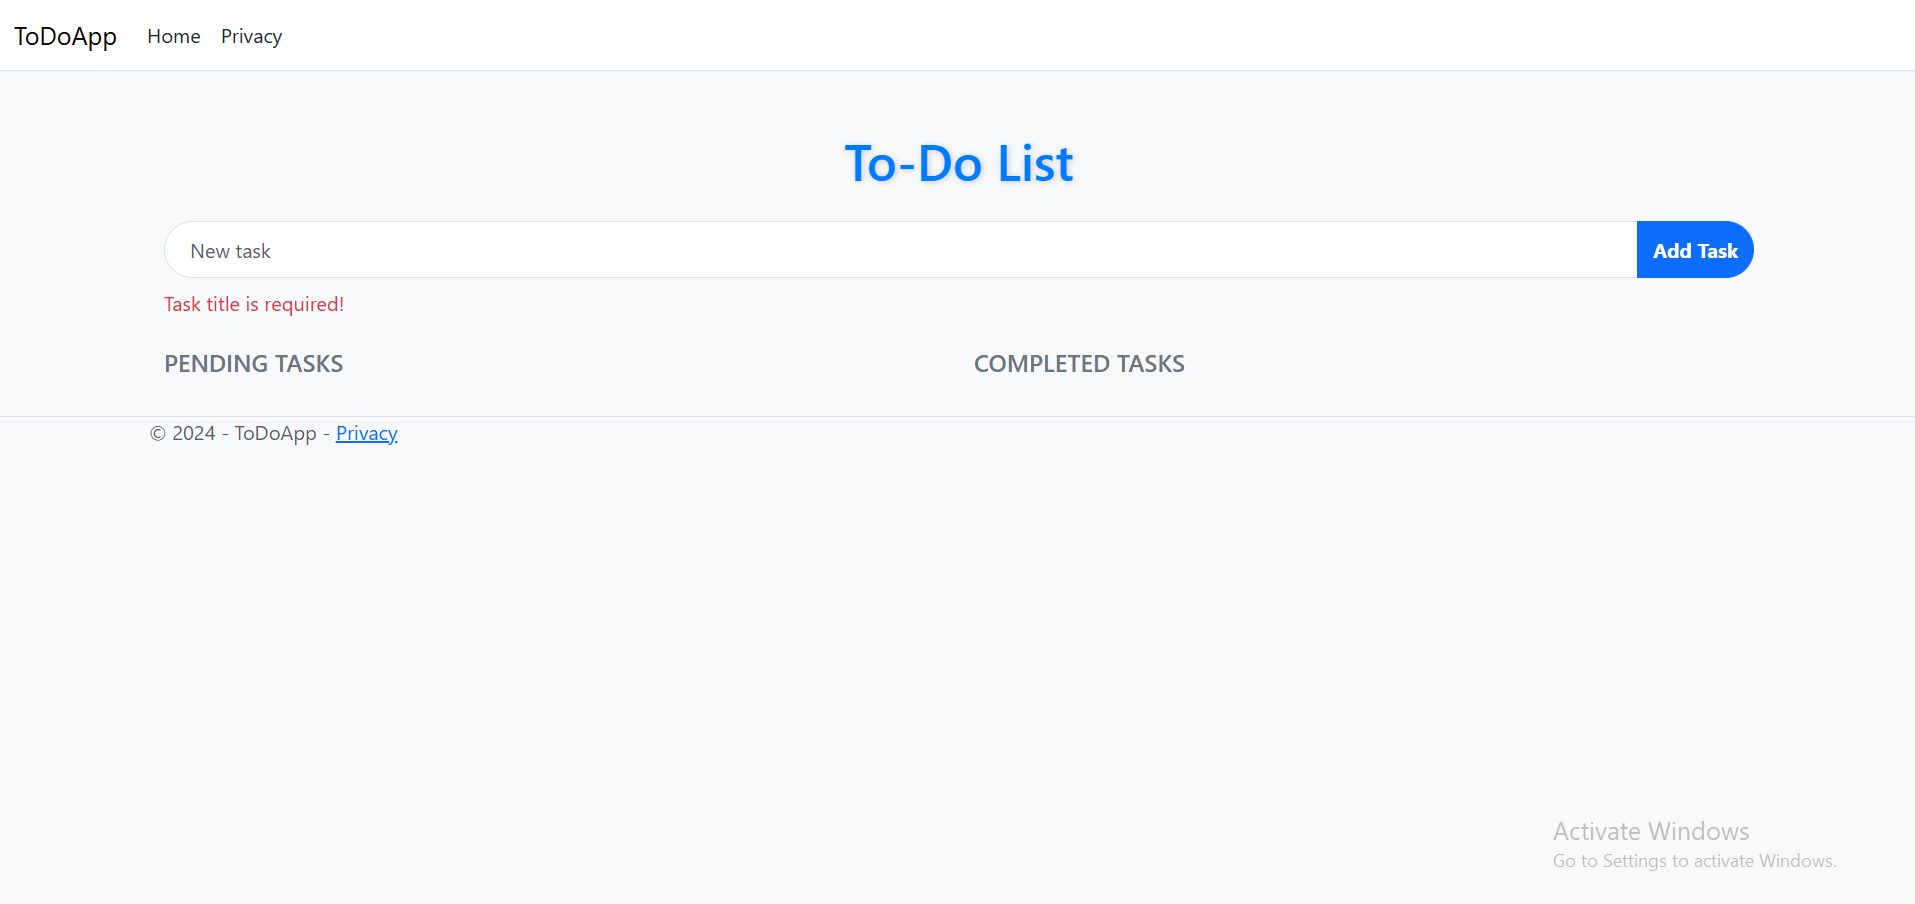 ToDoApp Home Privacy
To-Do List
New task Add Task
Task title is required!
PENDING TASKS COMPLETED TASKS
© 2024 - ToDoApp - Privacy
Activate Windows
Go to Settings to activate Windows.